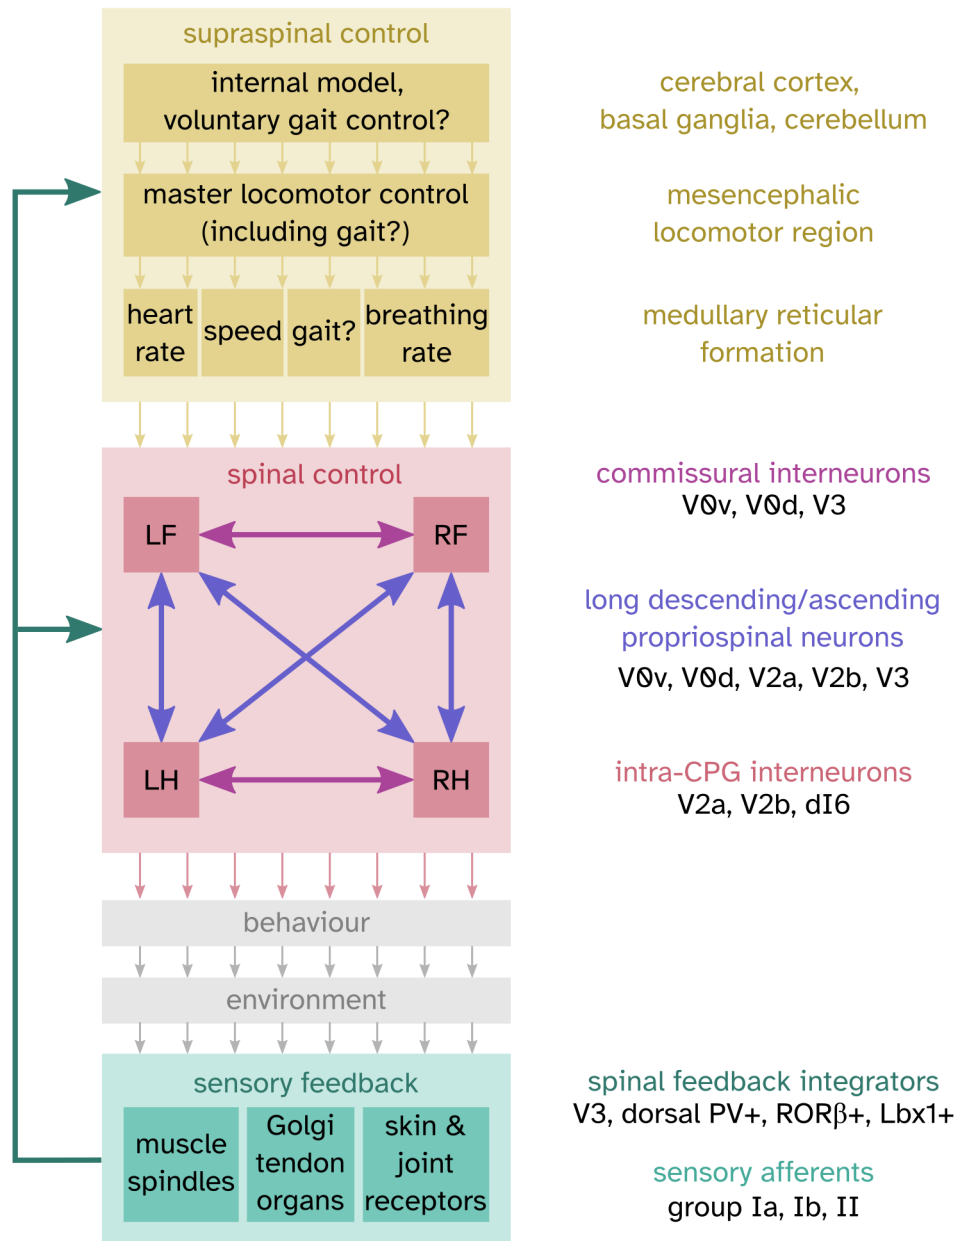 supraspinal control
internal model,
voluntary gait control?
cerebral cortex,
basal ganglia, cerebellum
master locomotor control
(including gait?)
mesencephalic
locomotor region
heart
rate
speed
gait?
breathing
rate
medullary reticular
formation
spinal control
LF
RF
LH
RH
commissural interneurons
V0v, V0d, V3
long descending/ascending
propriospinal neurons
V0v, V0d, V2a, V2b, V3
intra-CPG interneurons
V2a, V2b, dI6
behaviour
environment
sensory feedback
muscle
spindles
Golgi
tendon
organs
skin &
joint
receptors
spinal feedback integrators
V3, dorsal PV+, RORβ+, Lbx1+
sensory afferents
group Ia, Ib, II